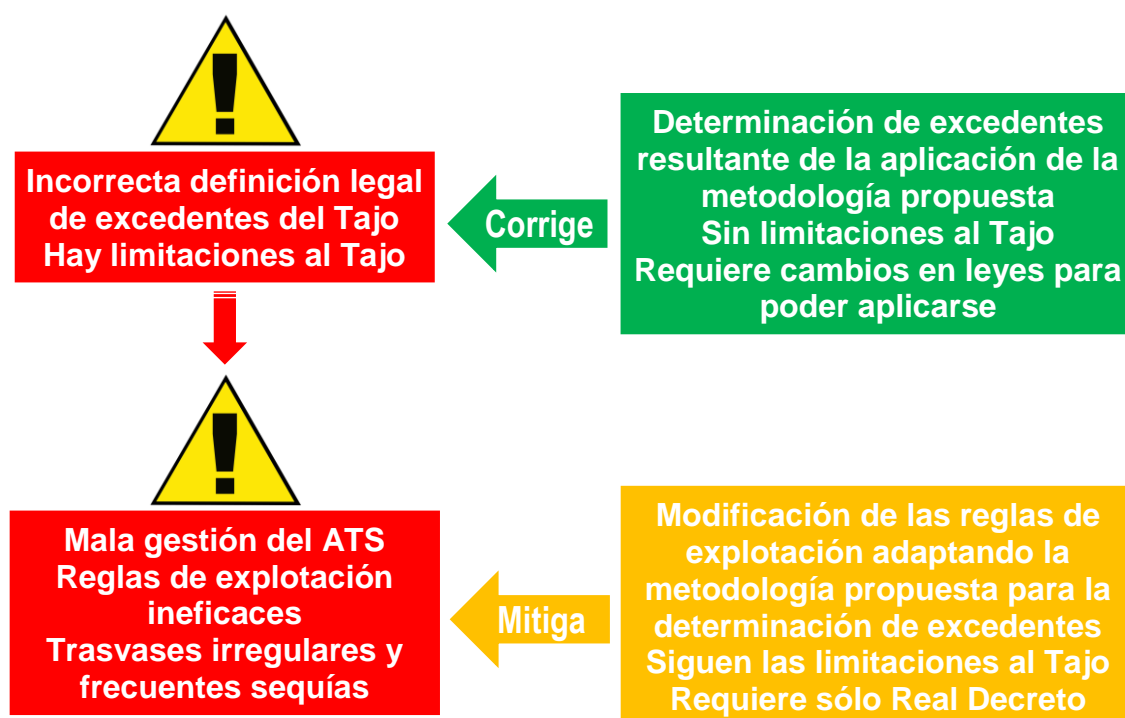 Incorrecta definición legal
de excedentes del Tajo
Hay limitaciones al Tajo
Corrige
Determinación de excedentes
resultante de la aplicación de la
metodología propuesta
Sin limitaciones al Tajo
Requiere cambios en leyes para
poder aplicarse
Mala gestión del ATS
Reglas de explotación
ineficaces
Trasvases irregulares y
frecuentes sequías
Mitiga
Modificación de las reglas de
explotación adaptando la
metodología propuesta para la
determinación de excedentes
Siguen las limitaciones al Tajo
Requiere sólo Real Decreto